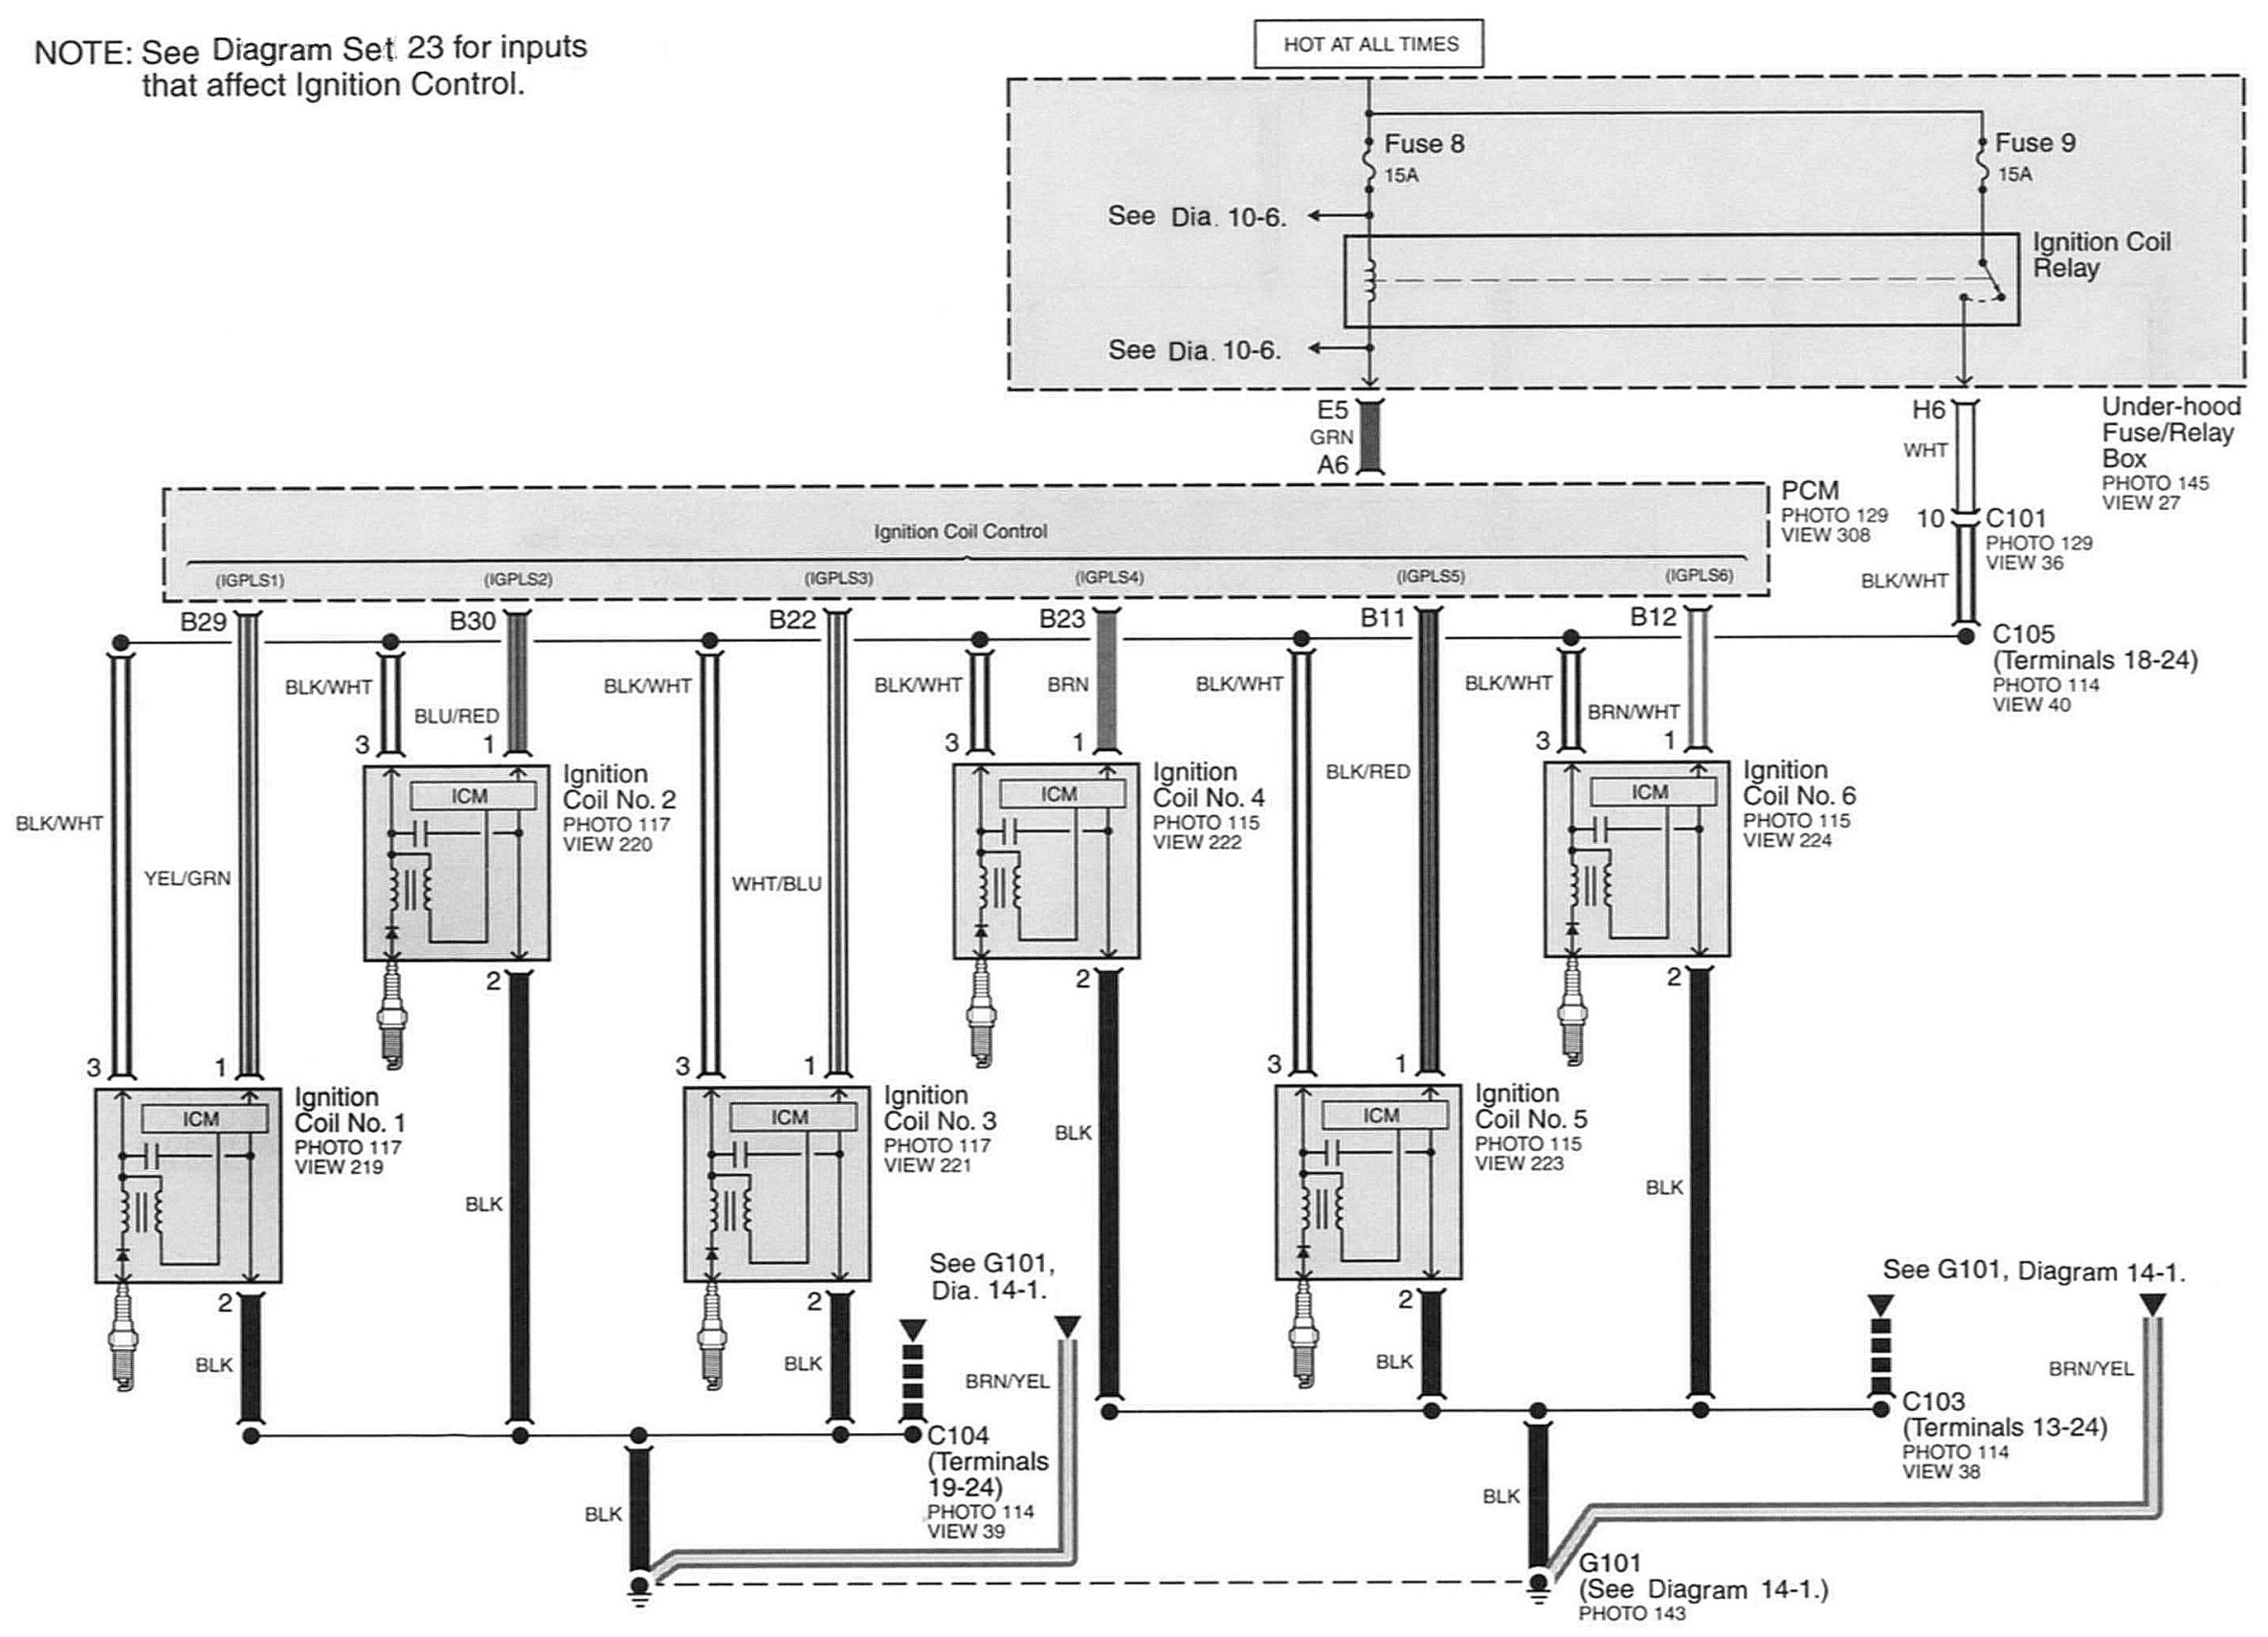 NOTE: See Diagram Set 23 for inputs
that affect Ignition Control.
HOT AT ALL TIMES
Fuse 8
15A
Fuse 9
15A
See Dia. 10-6.
Ignition Coil
Relay
See Dia. 10-6.
E5
GRN
A6
H6
WHT
Under-hood
Fuse/Relay
Box
PHOTO 145
VIEW 27
PCM
PHOTO 129
VIEW 308
10
C101
PHOTO 129
VIEW 36
BLK/WHT
Ignition Coil Control
(IGPLS1)
(IGPLS2)
(IGPLS3)
(IGPLS4)
(IGPLS5)
(IGPLS6)
B29
B30
B22
B23
B11
B12
C105
(Terminals 18-24)
PHOTO 114
VIEW 40
BLK/WHT
BLU/RED
BLK/WHT
BLK/WHT
BRN
BLK/WHT
BLK/WHT
BRN/WHT
3
1
3
1
3
1
ICM
Ignition
Coil No. 2
PHOTO 117
VIEW 220
ICM
Ignition
Coil No. 4
PHOTO 115
VIEW 222
BLK/RED
ICM
Ignition
Coil No. 6
PHOTO 115
VIEW 224
BLK/WHT
YEL/GRN
WHT/BLU
2
2
2
3
1
3
1
3
1
ICM
Ignition
Coil No. 1
PHOTO 117
VIEW 219
ICM
Ignition
Coil No. 3
PHOTO 117
VIEW 221
ICM
Ignition
Coil No. 5
PHOTO 115
VIEW 223
BLK
BLK
BLK
2
2
2
See G101,
Dia. 14-1.
See G101, Diagram 14-1.
BLK
BLK
BRN/YEL
BLK
BRN/YEL
C104
(Terminals
19-24)
PHOTO 114
VIEW 39
C103
(Terminals 13-24)
PHOTO 114
VIEW 38
BLK
BLK
G101
(See Diagram 14-1.)
PHOTO 143